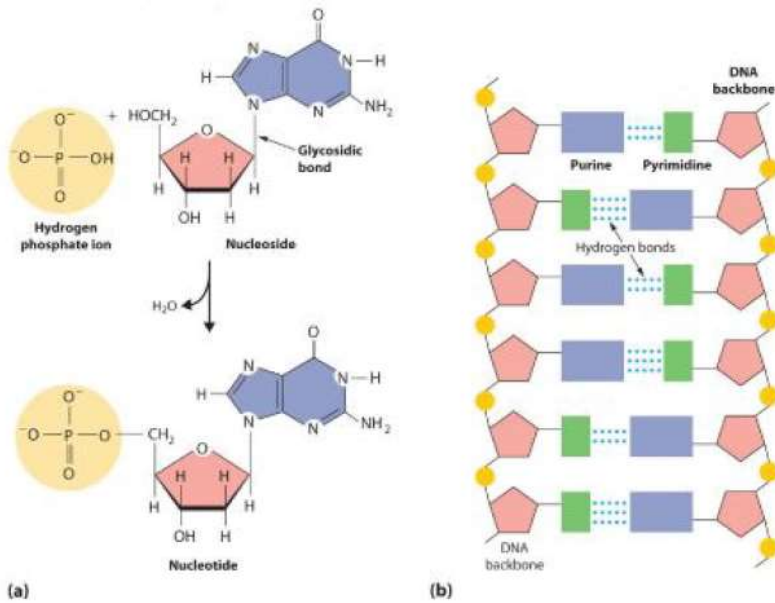 O
N
N
H
H
N
N
NH₂
+
HOCH₂
O⁻
⁻O
P
OH
O
O
H
H
H
H
OH
H
Glycosidic
bond
Hydrogen
phosphate ion
Nucleoside
H₂O
O
N
N
H
H
N
N
NH₂
O⁻
⁻O
P
O
O
CH₂
O
H
H
H
H
OH
H
Nucleotide
(a)
DNA
backbone
Purine
Pyrimidine
Hydrogen bonds
DNA
backbone
(b)